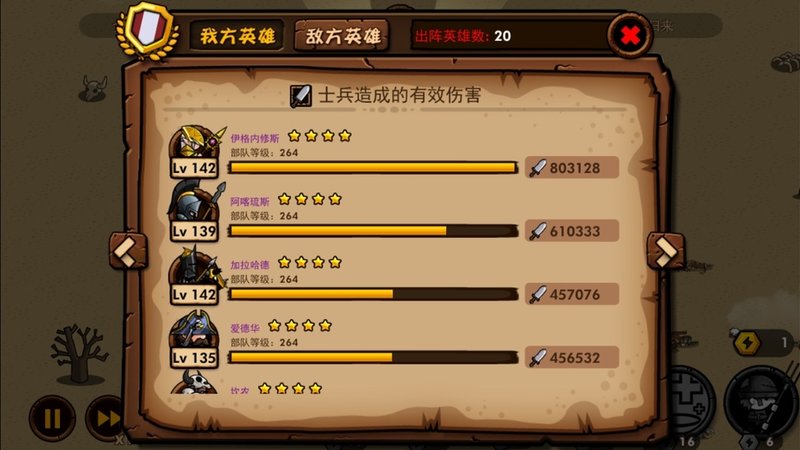 我方英雄 敌方英雄 出阵英雄数: 20
士兵造成的有效伤害
伊格内修斯
部队等级: 264
Lv 142 803128
阿喀琉斯
部队等级: 264
Lv 139 610333
加拉哈德
部队等级: 264
Lv 142 457076
爱德华
部队等级: 264
Lv 135 456532
坎农
1
16
6